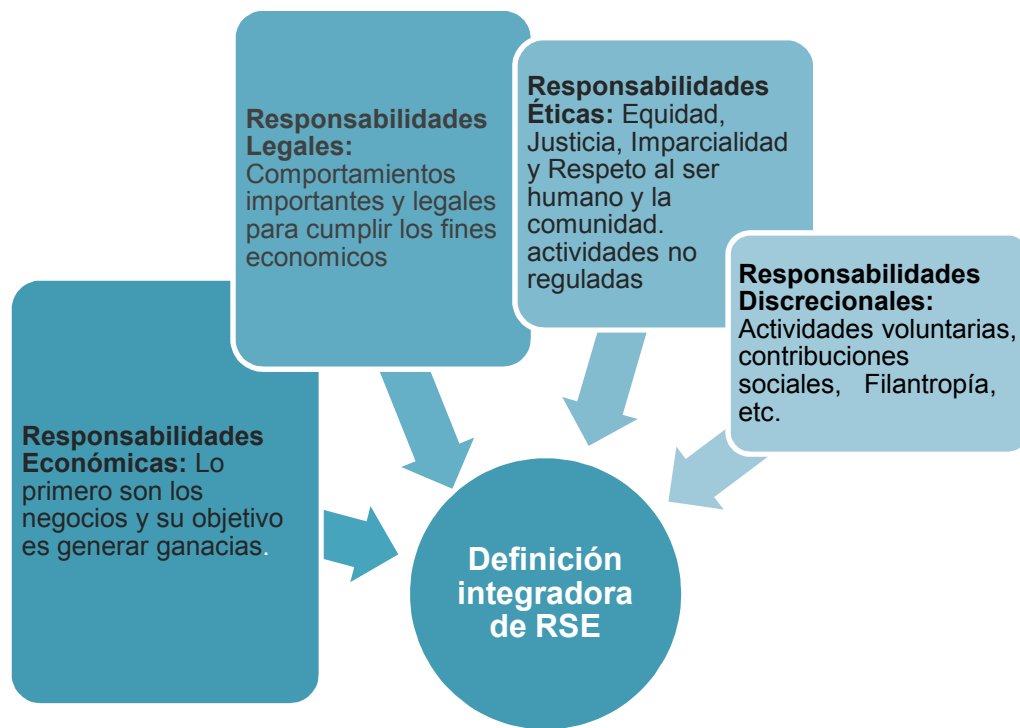 Responsabilidades
Económicas: Lo
primero son los
negocios y su objetivo
es generar ganacias.
Responsabilidades
Legales:
Comportamientos
importantes y legales
para cumplir los fines
economicos
Responsabilidades
Éticas: Equidad,
Justicia, Imparcialidad
y Respeto al ser
humano y la
comunidad.
actividades no
reguladas
Responsabilidades
Discrecionales:
Actividades voluntarias,
contribuciones
sociales, Filantropía,
etc.
Definición
integradora
de RSE